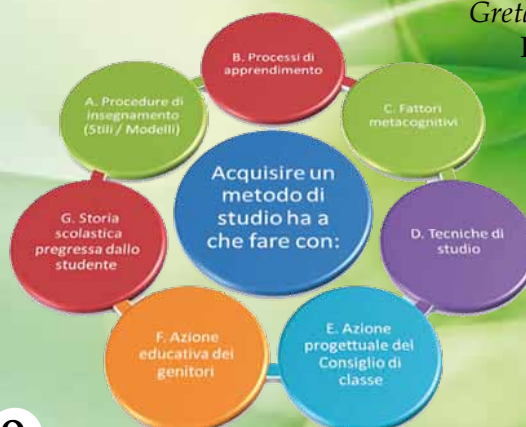 Greta
B. Processi di
apprendimento
A. Procedure di
insegnamento
(Stili / Modelli)
C. Fattori
metacognitivi
Acquisire un
metodo di
studio ha a
che fare con:
G. Storia
scolastica
pregressa dallo
studente
D. Tecniche di
studio
F. Azione
educativa dei
genitori
E. Azione
progettuale del
Consiglio di
classe